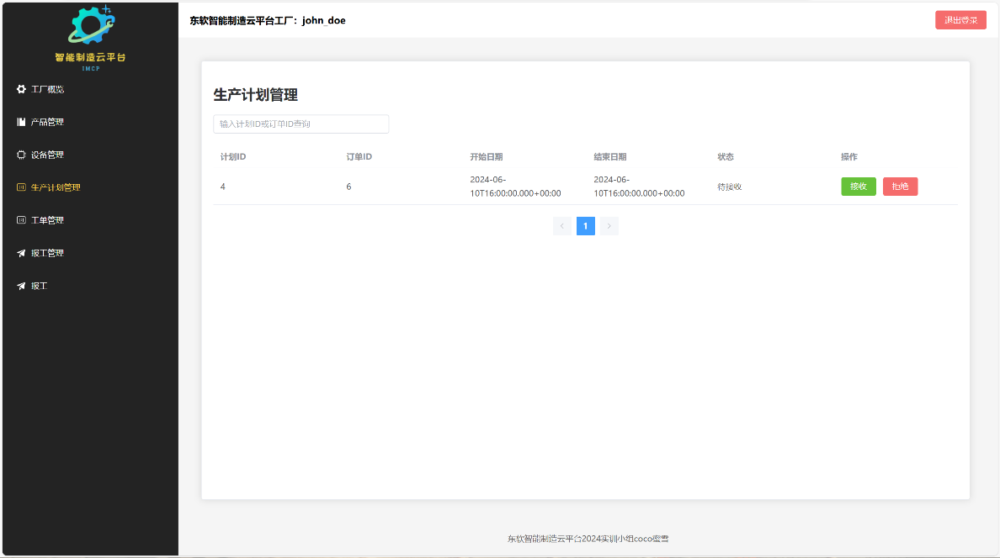 智能制造云平台
IMCP
工厂概览
产品管理
设备管理
生产计划管理
工单管理
报工管理
报工
东软智能制造云平台工厂：john_doe
退出登录
生产计划管理
输入计划ID或订单ID查询
计划ID 订单ID 开始日期 结束日期 状态 操作
4 6 2024-06-10T16:00:00.000+00:00 2024-06-10T16:00:00.000+00:00 待接收 接收 拒绝
1
东软智能制造云平台2024实训小组coco蜜雪